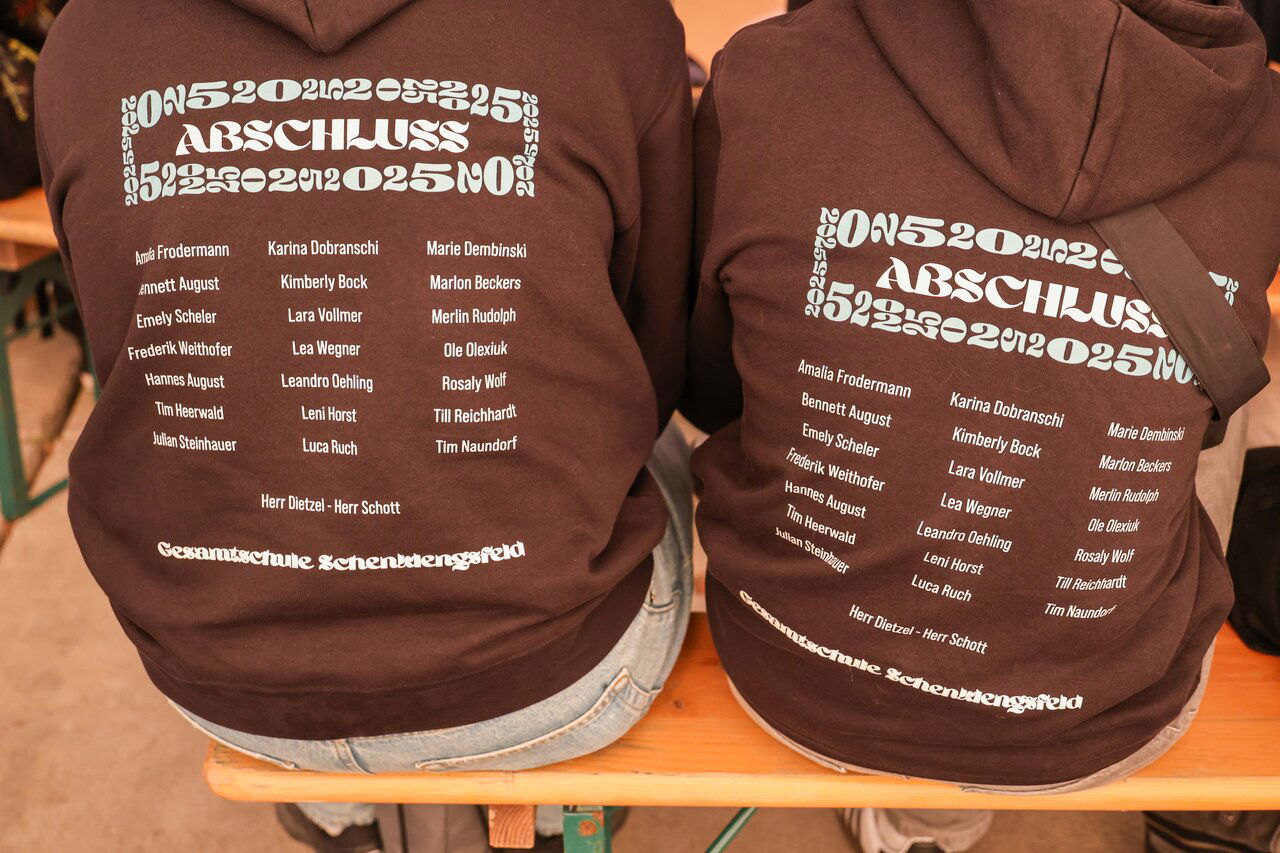 2025202520252025
ABSCHLUSS
2025202520252025
Amalia Frodermann Karina Dobranschi Marie Dembinski
ennett August Kimberly Bock Marlon Beckers
Emely Scheler Lara Vollmer Merlin Rudolph
Frederik Weithofer Lea Wegner Ole Olexiuk
Hannes August Leandro Oehling Rosaly Wolf
Tim Heerwald Leni Horst Till Reichhardt
Julian Steinhauer Luca Ruch Tim Naundorf
Herr Dietzel - Herr Schott
Gesamtschule Schenklengsfeld
ABSCHLUSS
Amalia Frodermann Karina Dobranschi Marie Dembinski
Bennett August Kimberly Bock Marlon Beckers
Emely Scheler Lara Vollmer Merlin Rudolph
Frederik Weithofer Lea Wegner Ole Olexiuk
Hannes August Leandro Oehling Rosaly Wolf
Tim Heerwald Leni Horst Till Reichhardt
Julian Steinhauer Luca Ruch Tim Naundorf
Herr Dietzel - Herr Schott
Gesamtschule Schenklengsfeld